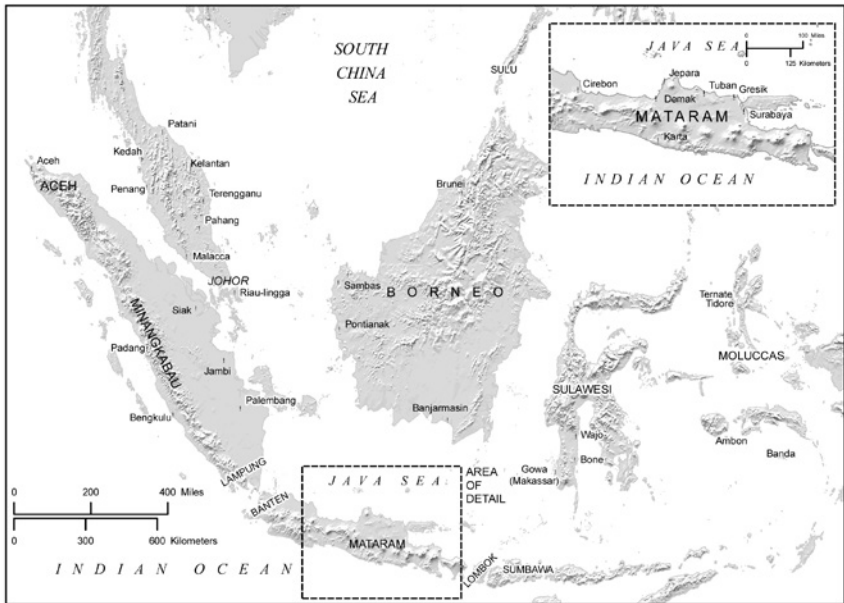 SOUTH
CHINA
SEA
SULU
Patani
Kedah
Kelantan
Aceh
ACEH
Penang
Terengganu
Pahang
Malacca
JOHOR
Riau-lingga
Siak
MINANGKABAU
Padang
Jambi
Palembang
Bengkulu
LAMPUNG
BANTEN
Brunei
Sambas
BORNEO
Pontianak
Banjarmasin
Ternate
Tidore
MOLUCCAS
SULAWESI
Wajo
Bone
Gowa
(Makassar)
Ambon
Banda
AREA
OF
DETAIL
JAVA SEA
MATARAM
LOMBOK
SUMBAWA
INDIAN OCEAN
0 200 400 Miles
0 300 600 Kilometers
JAVA SEA
0 100 Miles
0 125 Kilometers
Cirebon
Jepara
Demak
Tuban
Gresik
MATARAM
Surabaya
Karta
INDIAN OCEAN